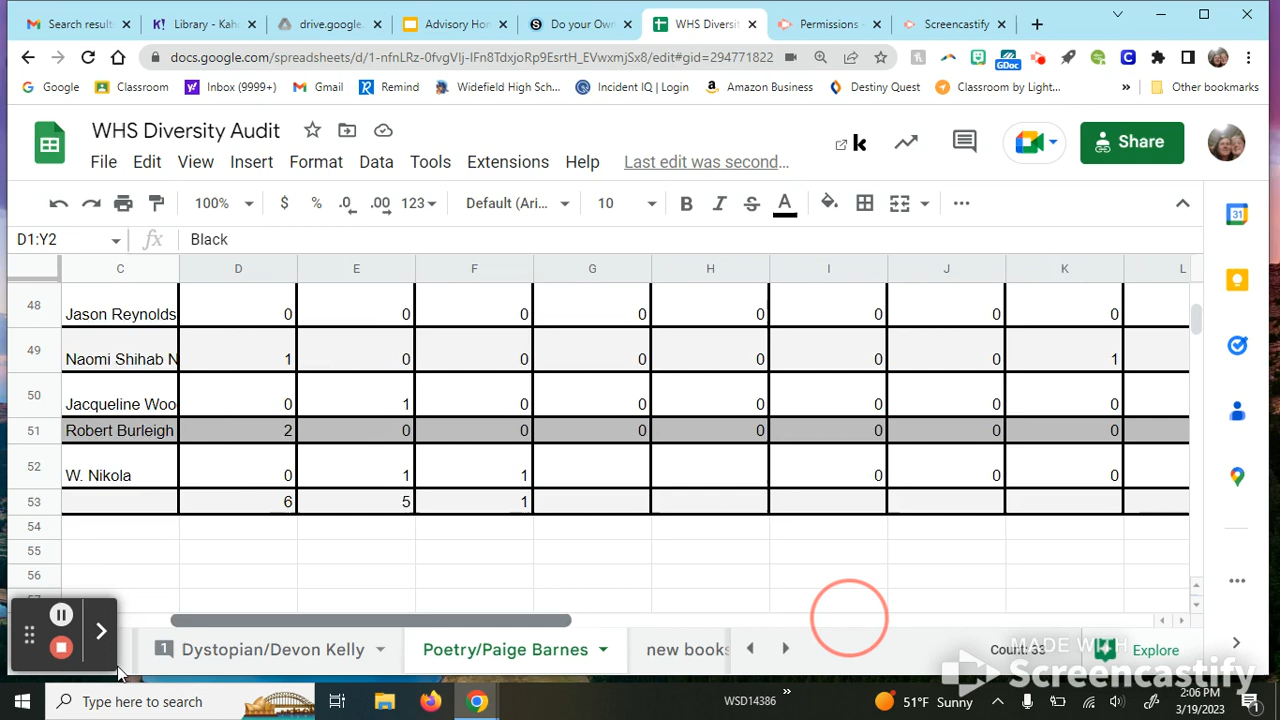 Search result:
Library - Kah
drive.google.
Advisory Hor
Do your Own
WHS Diversit
Permissions -
Screencastify
docs.google.com/spreadsheets/d/1-nfnLRz-0fvgVIj-IFn8TdxjoRp9EsrtH_EVwxmjSx8/edit#gid=294771822
Google
Classroom
Inbox (9999+)
Gmail
Remind
Widefield High Sch...
Incident IQ | Login
Amazon Business
Destiny Quest
Classroom by Light...
Other bookmarks
WHS Diversity Audit
Share
File Edit View Insert Format Data Tools Extensions Help Last edit was second...
100% $ % .0 .00 123 Default (Ari... 10 B I S A
D1:Y2 fx Black
C D E F G H I J K L
48 Jason Reynolds 0 0 0 0 0 0 0 0
49 Naomi Shihab N 1 0 0 0 0 0 0 1
50 Jacqueline Woo 0 1 0 0 0 0 0 0
51 Robert Burleigh 2 0 0 0 0 0 0 0
52 W. Nikola 0 1 1 0 0 0
53 6 5 1
54
55
56
1 Dystopian/Devon Kelly Poetry/Paige Barnes new books Explore
MADE WITH
Screencastify
Type here to search
WSD14386
51°F Sunny
2:06 PM
3/19/2023